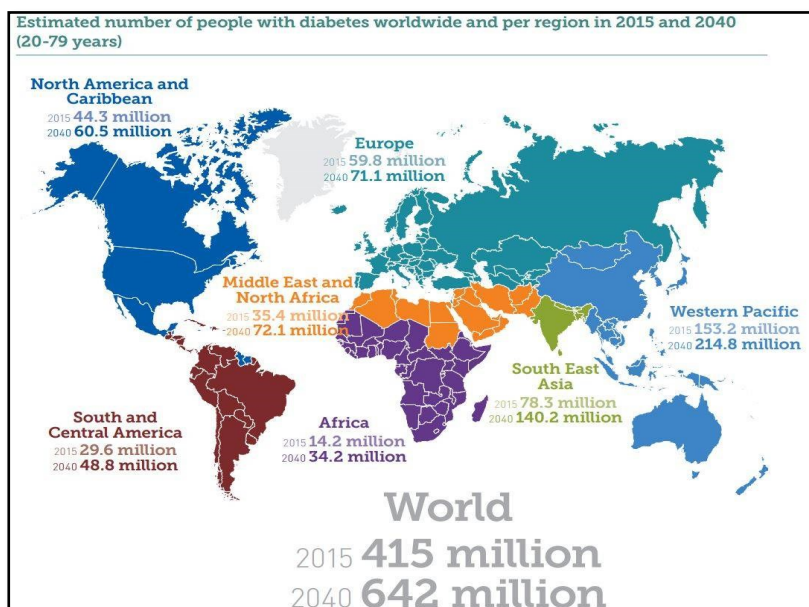 Estimated number of people with diabetes worldwide and per region in 2015 and 2040
(20-79 years)
North America and
Caribbean
2015 44.3 million
2040 60.5 million
Europe
2015 59.8 million
2040 71.1 million
Middle East and
North Africa
2015 35.4 million
2040 72.1 million
Western Pacific
2015 153.2 million
2040 214.8 million
South East
Asia
2015 78.3 million
2040 140.2 million
South and
Central America
2015 29.6 million
2040 48.8 million
Africa
2015 14.2 million
2040 34.2 million
World
2015 415 million
2040 642 million